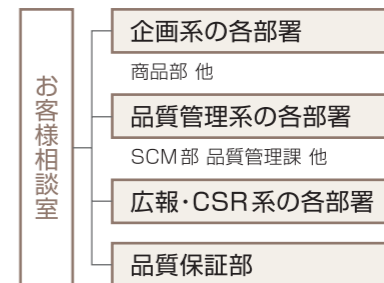 お客様相談室
企画系の各部署
商品部 他
品質管理系の各部署
SCM部 品質管理課 他
広報・CSR系の各部署
品質保証部